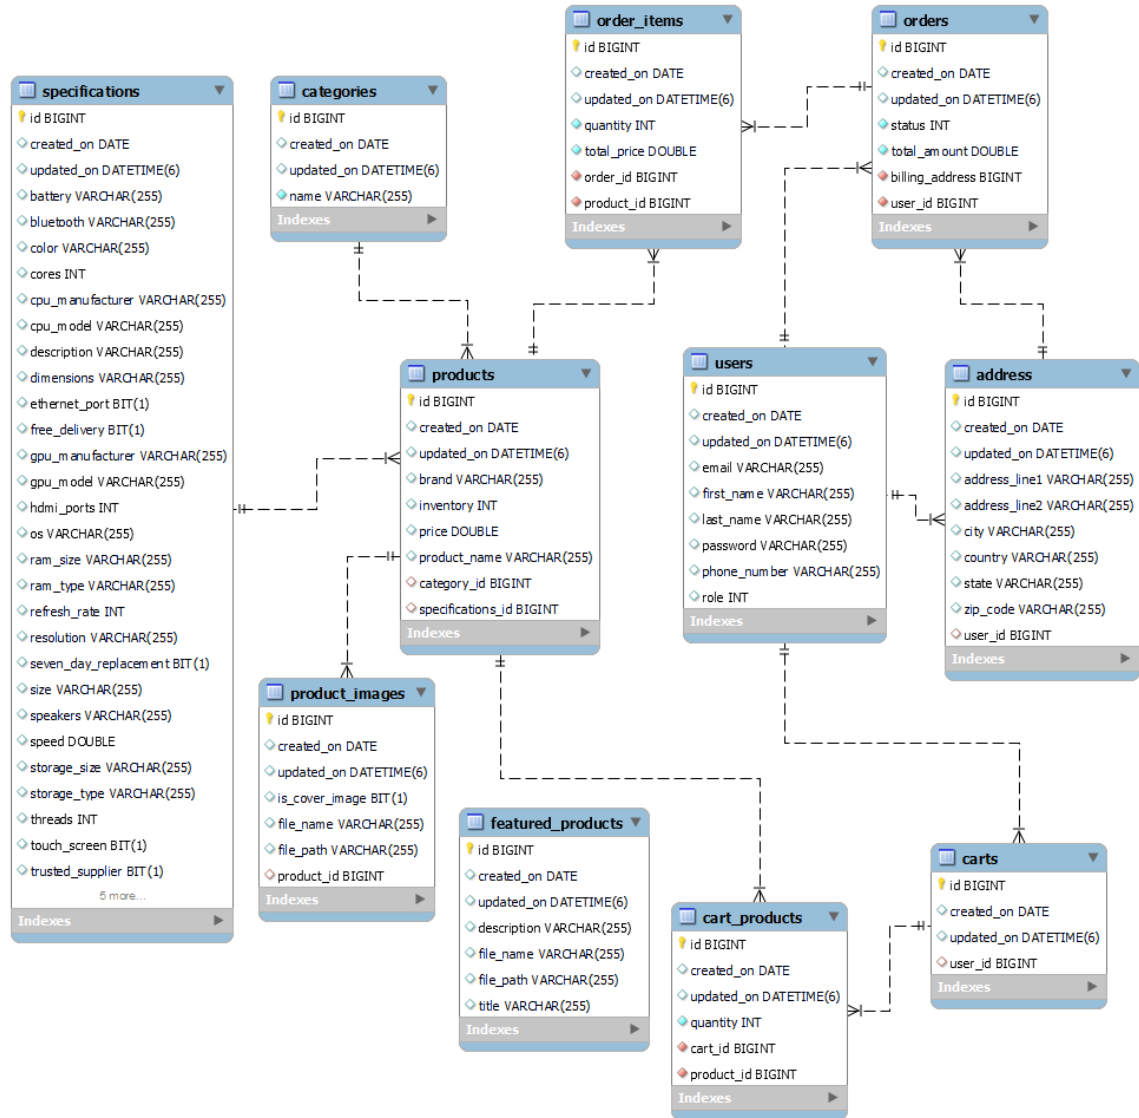 specifications
id BIGINT
created_on DATE
updated_on DATETIME(6)
battery VARCHAR(255)
bluetooth VARCHAR(255)
color VARCHAR(255)
cores INT
cpu_manufacturer VARCHAR(255)
cpu_model VARCHAR(255)
description VARCHAR(255)
dimensions VARCHAR(255)
ethernet_port BIT(1)
free_delivery BIT(1)
gpu_manufacturer VARCHAR(255)
gpu_model VARCHAR(255)
hdmi_ports INT
os VARCHAR(255)
ram_size VARCHAR(255)
ram_type VARCHAR(255)
refresh_rate INT
resolution VARCHAR(255)
seven_day_replacement BIT(1)
size VARCHAR(255)
speakers VARCHAR(255)
speed DOUBLE
storage_size VARCHAR(255)
storage_type VARCHAR(255)
threads INT
touch_screen BIT(1)
trusted_supplier BIT(1)
5 more...
Indexes
categories
id BIGINT
created_on DATE
updated_on DATETIME(6)
name VARCHAR(255)
Indexes
order_items
id BIGINT
created_on DATE
updated_on DATETIME(6)
quantity INT
total_price DOUBLE
order_id BIGINT
product_id BIGINT
Indexes
orders
id BIGINT
created_on DATE
updated_on DATETIME(6)
status INT
total_amount DOUBLE
billing_address BIGINT
user_id BIGINT
Indexes
products
id BIGINT
created_on DATE
updated_on DATETIME(6)
brand VARCHAR(255)
inventory INT
price DOUBLE
product_name VARCHAR(255)
category_id BIGINT
specifications_id BIGINT
Indexes
users
id BIGINT
created_on DATE
updated_on DATETIME(6)
email VARCHAR(255)
first_name VARCHAR(255)
last_name VARCHAR(255)
password VARCHAR(255)
phone_number VARCHAR(255)
role INT
Indexes
address
id BIGINT
created_on DATE
updated_on DATETIME(6)
address_line1 VARCHAR(255)
address_line2 VARCHAR(255)
city VARCHAR(255)
country VARCHAR(255)
state VARCHAR(255)
zip_code VARCHAR(255)
user_id BIGINT
Indexes
product_images
id BIGINT
created_on DATE
updated_on DATETIME(6)
is_cover_image BIT(1)
file_name VARCHAR(255)
file_path VARCHAR(255)
product_id BIGINT
Indexes
featured_products
id BIGINT
created_on DATE
updated_on DATETIME(6)
description VARCHAR(255)
file_name VARCHAR(255)
file_path VARCHAR(255)
title VARCHAR(255)
Indexes
cart_products
id BIGINT
created_on DATE
updated_on DATETIME(6)
quantity INT
cart_id BIGINT
product_id BIGINT
Indexes
carts
id BIGINT
created_on DATE
updated_on DATETIME(6)
user_id BIGINT
Indexes